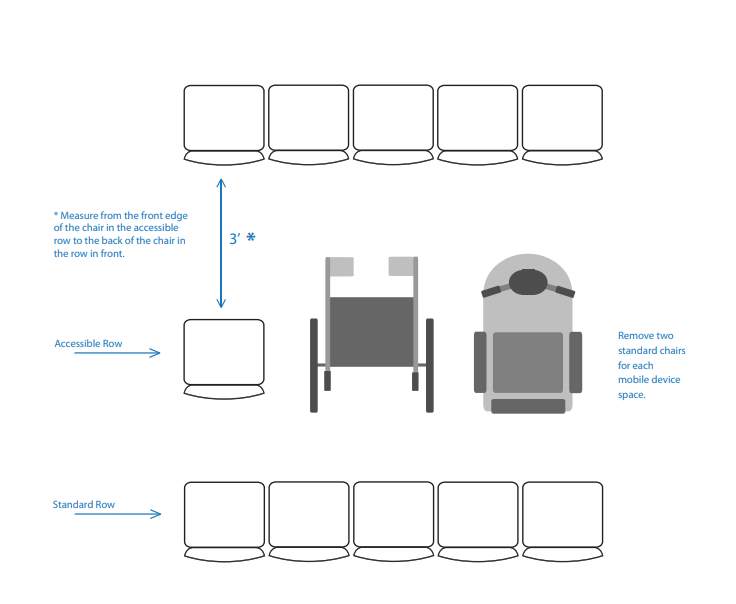 * Measure from the front edge
of the chair in the accessible
row to the back of the chair in
the row in front.
3’ *
Accessible Row
Remove two
standard chairs
for each
mobile device
space.
Standard Row